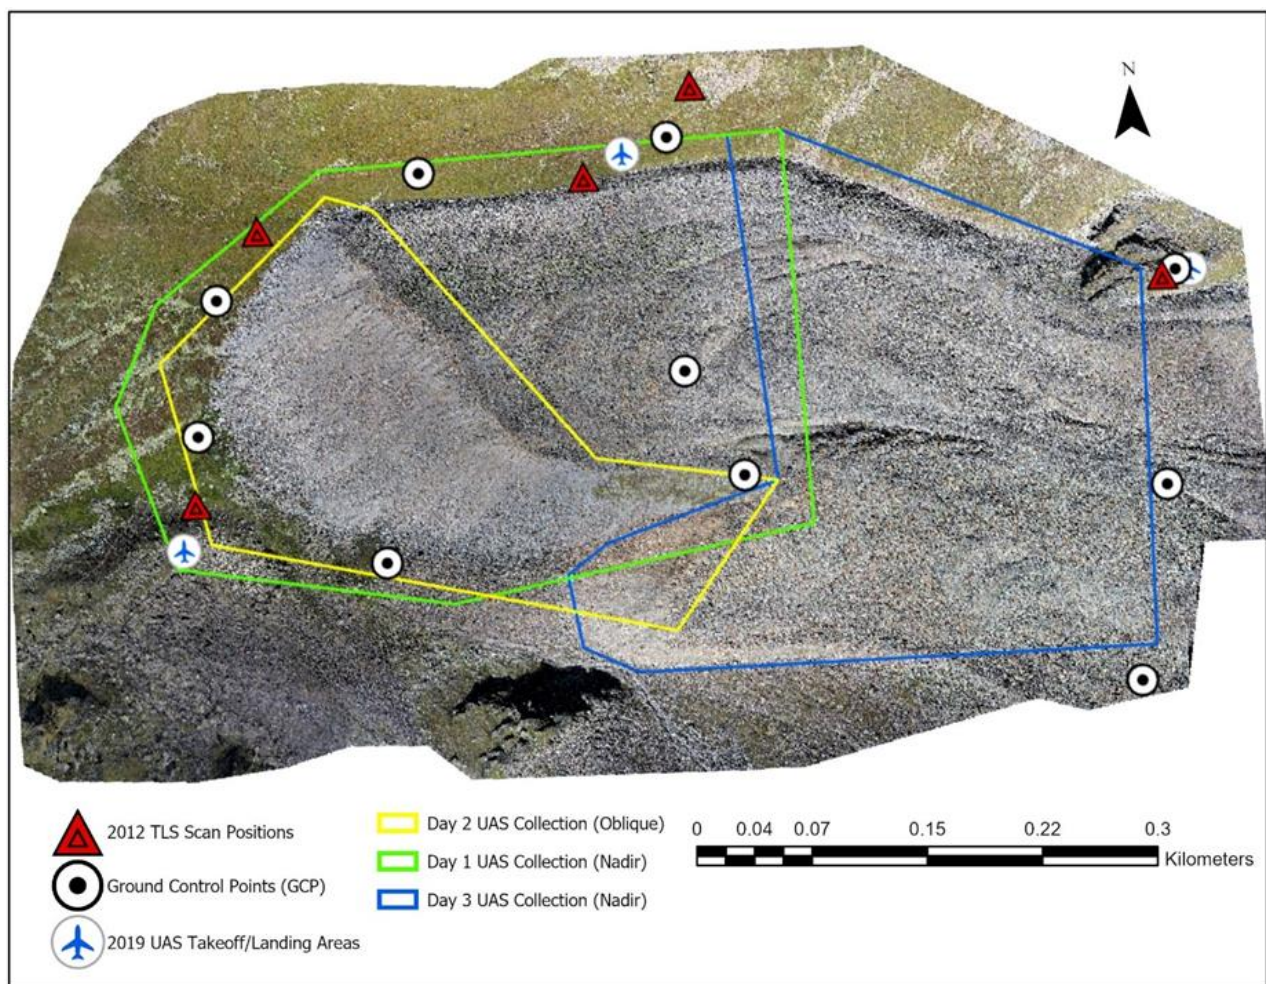 N
2012 TLS Scan Positions
Ground Control Points (GCP)
2019 UAS Takeoff/Landing Areas
Day 2 UAS Collection (Oblique)
Day 1 UAS Collection (Nadir)
Day 3 UAS Collection (Nadir)
0 0.04 0.07 0.15 0.22 0.3
Kilometers